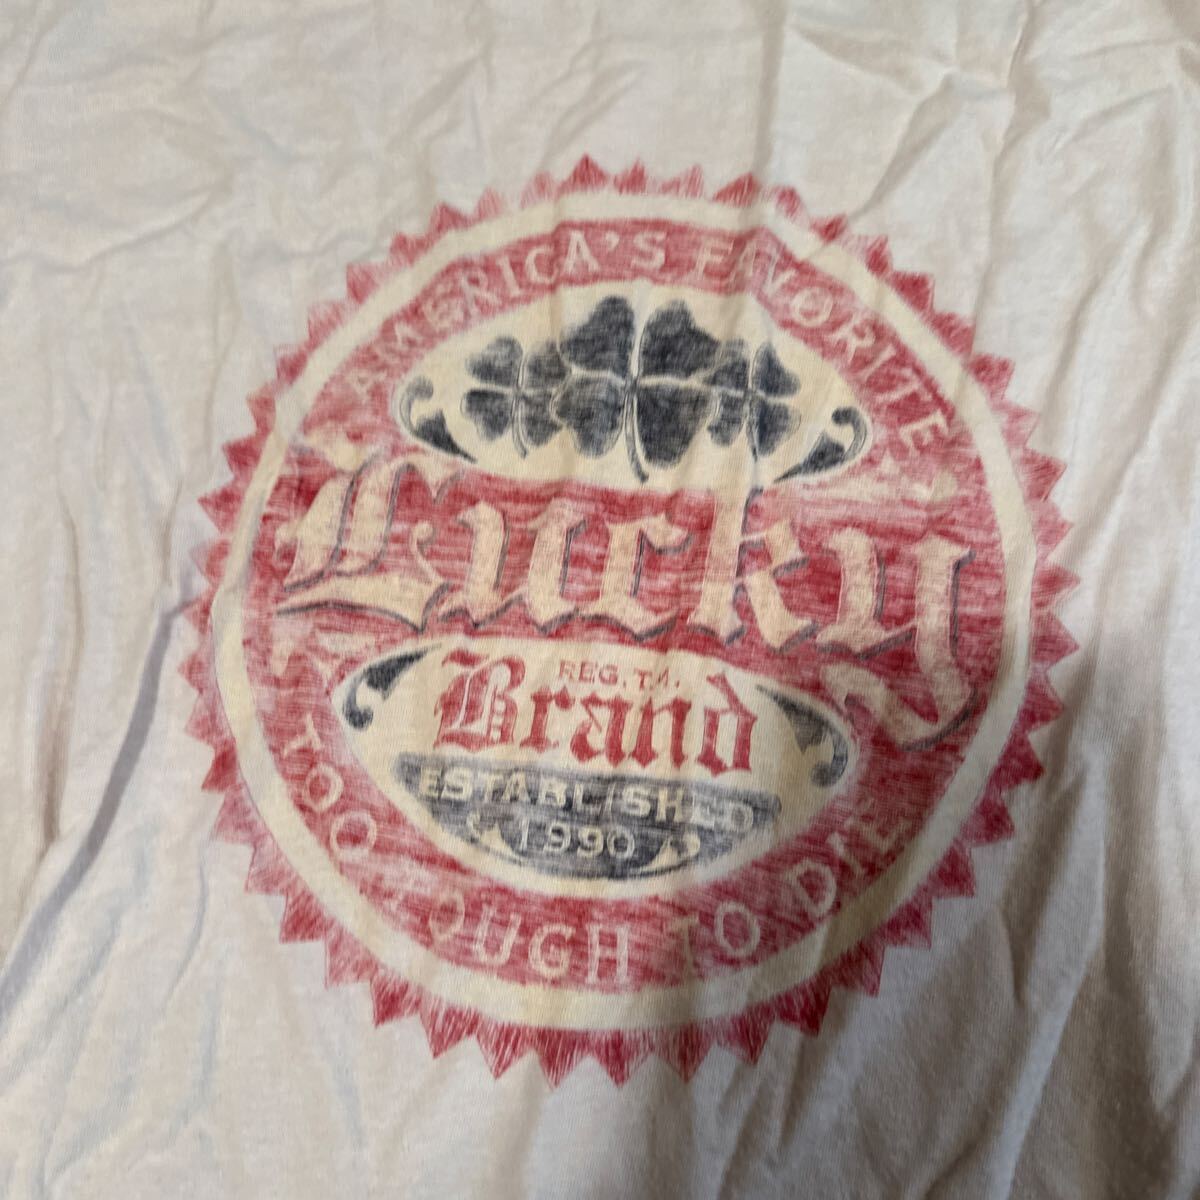 AMERICA'S FAVORITE
Lucky
REG. T.M.
Brand
ESTABLISHED
1990
TOO TOUGH TO DIE